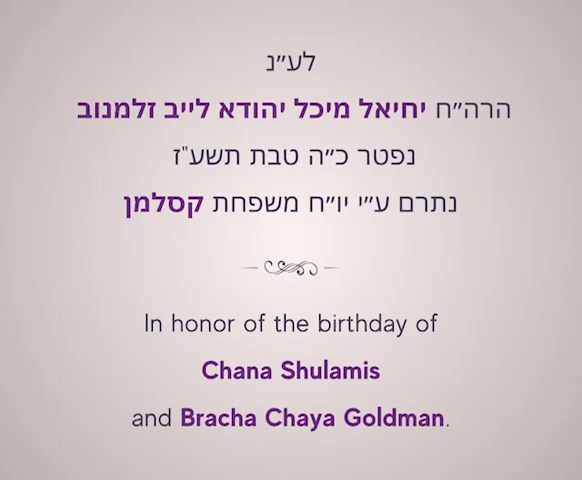 לע״נ
הרה״ח יחיאל מיכל יהודא לייב זלמנוב
נפטר כ״ה טבת תשע"ז
נתרם ע״י יו״ח משפחת קסלמן
In honor of the birthday of
Chana Shulamis
and Bracha Chaya Goldman.